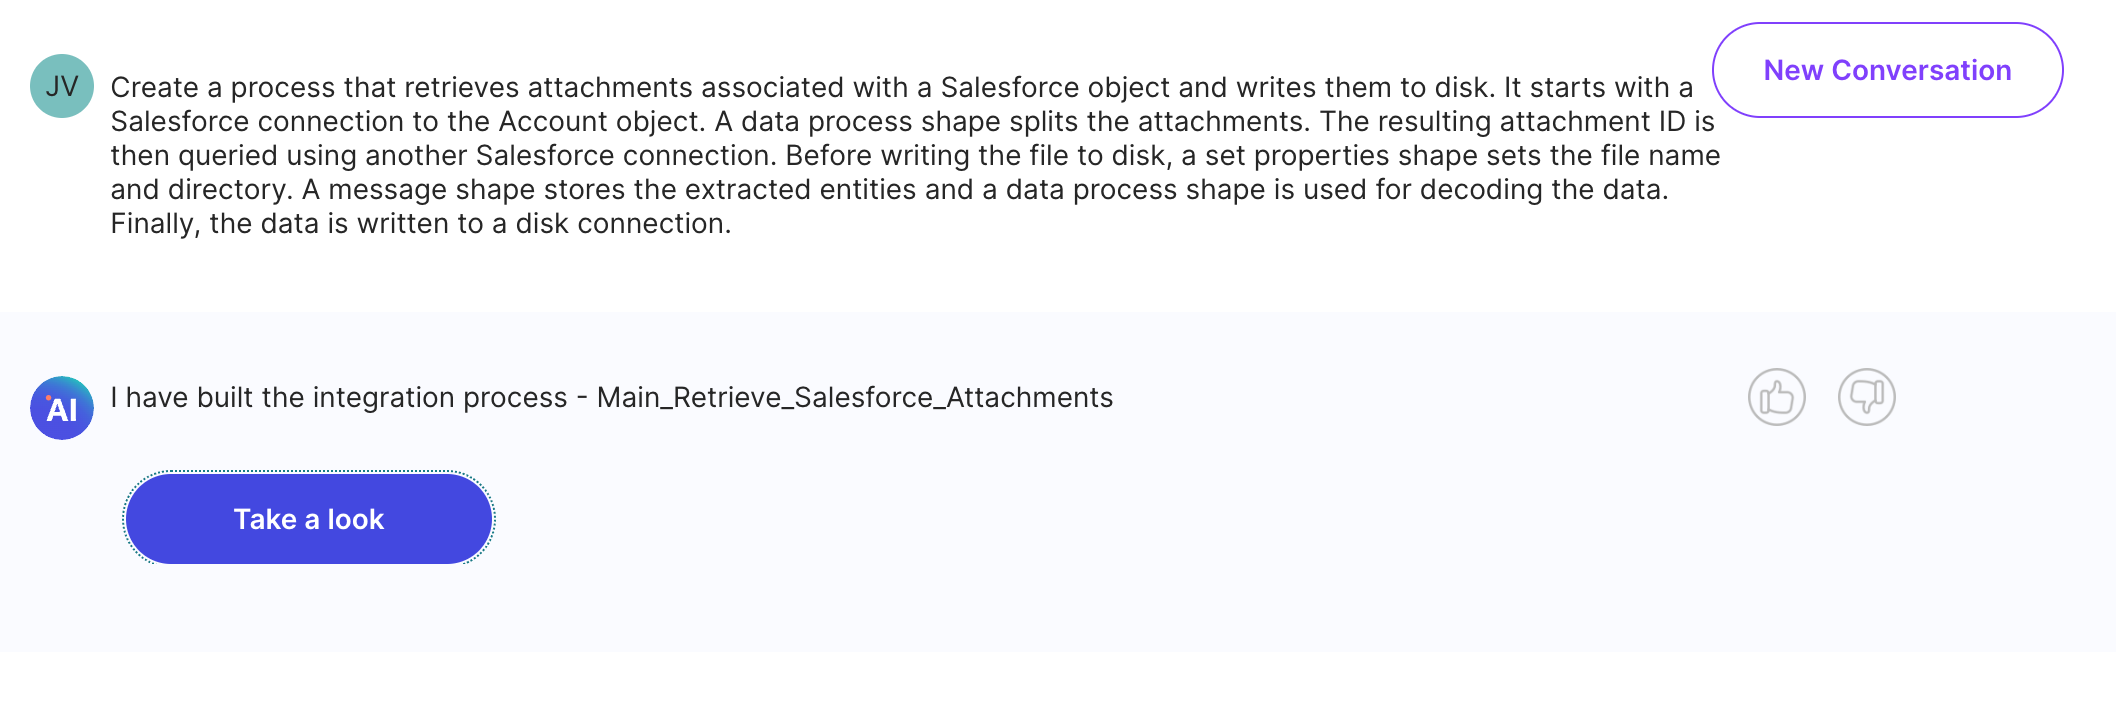 New Conversation
JV
Create a process that retrieves attachments associated with a Salesforce object and writes them to disk. It starts with a
Salesforce connection to the Account object. A data process shape splits the attachments. The resulting attachment ID is
then queried using another Salesforce connection. Before writing the file to disk, a set properties shape sets the file name
and directory. A message shape stores the extracted entities and a data process shape is used for decoding the data.
Finally, the data is written to a disk connection.
AI
I have built the integration process - Main_Retrieve_Salesforce_Attachments
Take a look